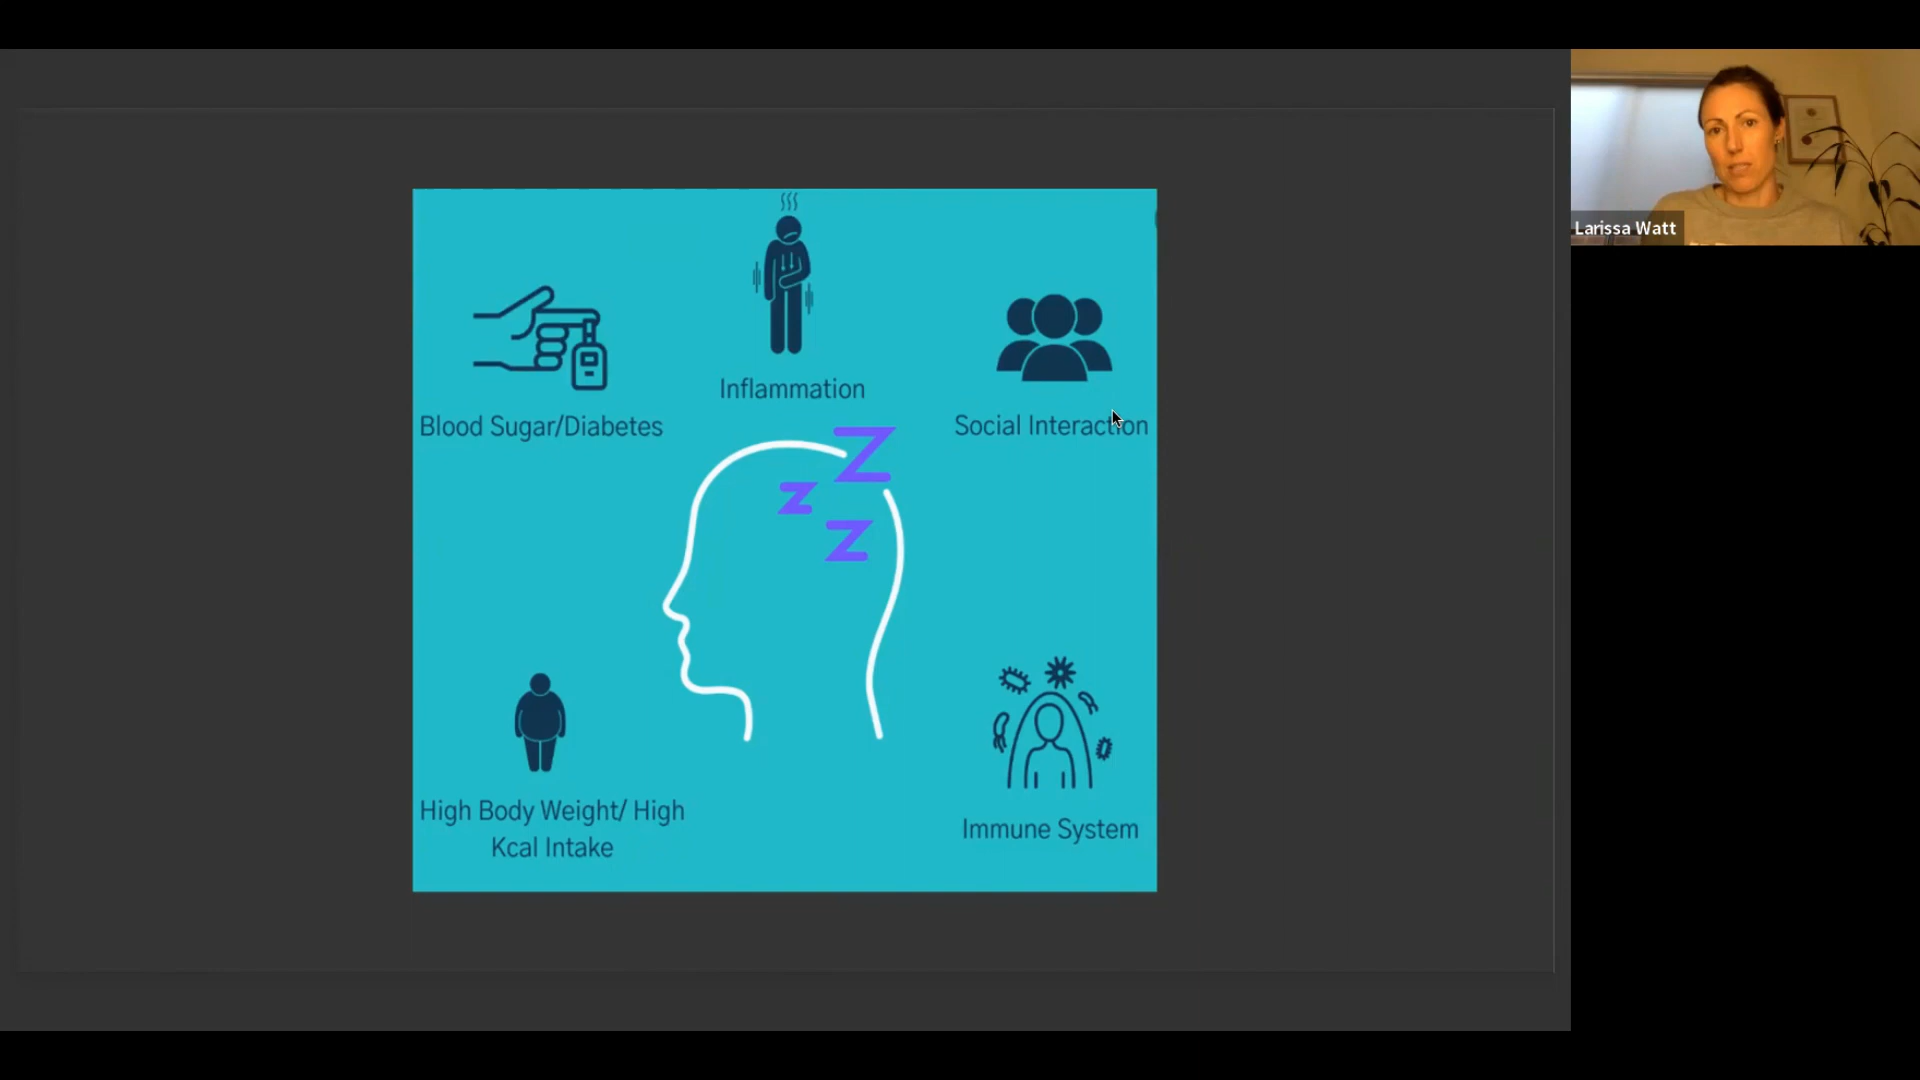 Inflammation
Blood Sugar/Diabetes
Social Interaction
Z
z
z
High Body Weight/ High
Kcal Intake
Immune System
Larissa Watt